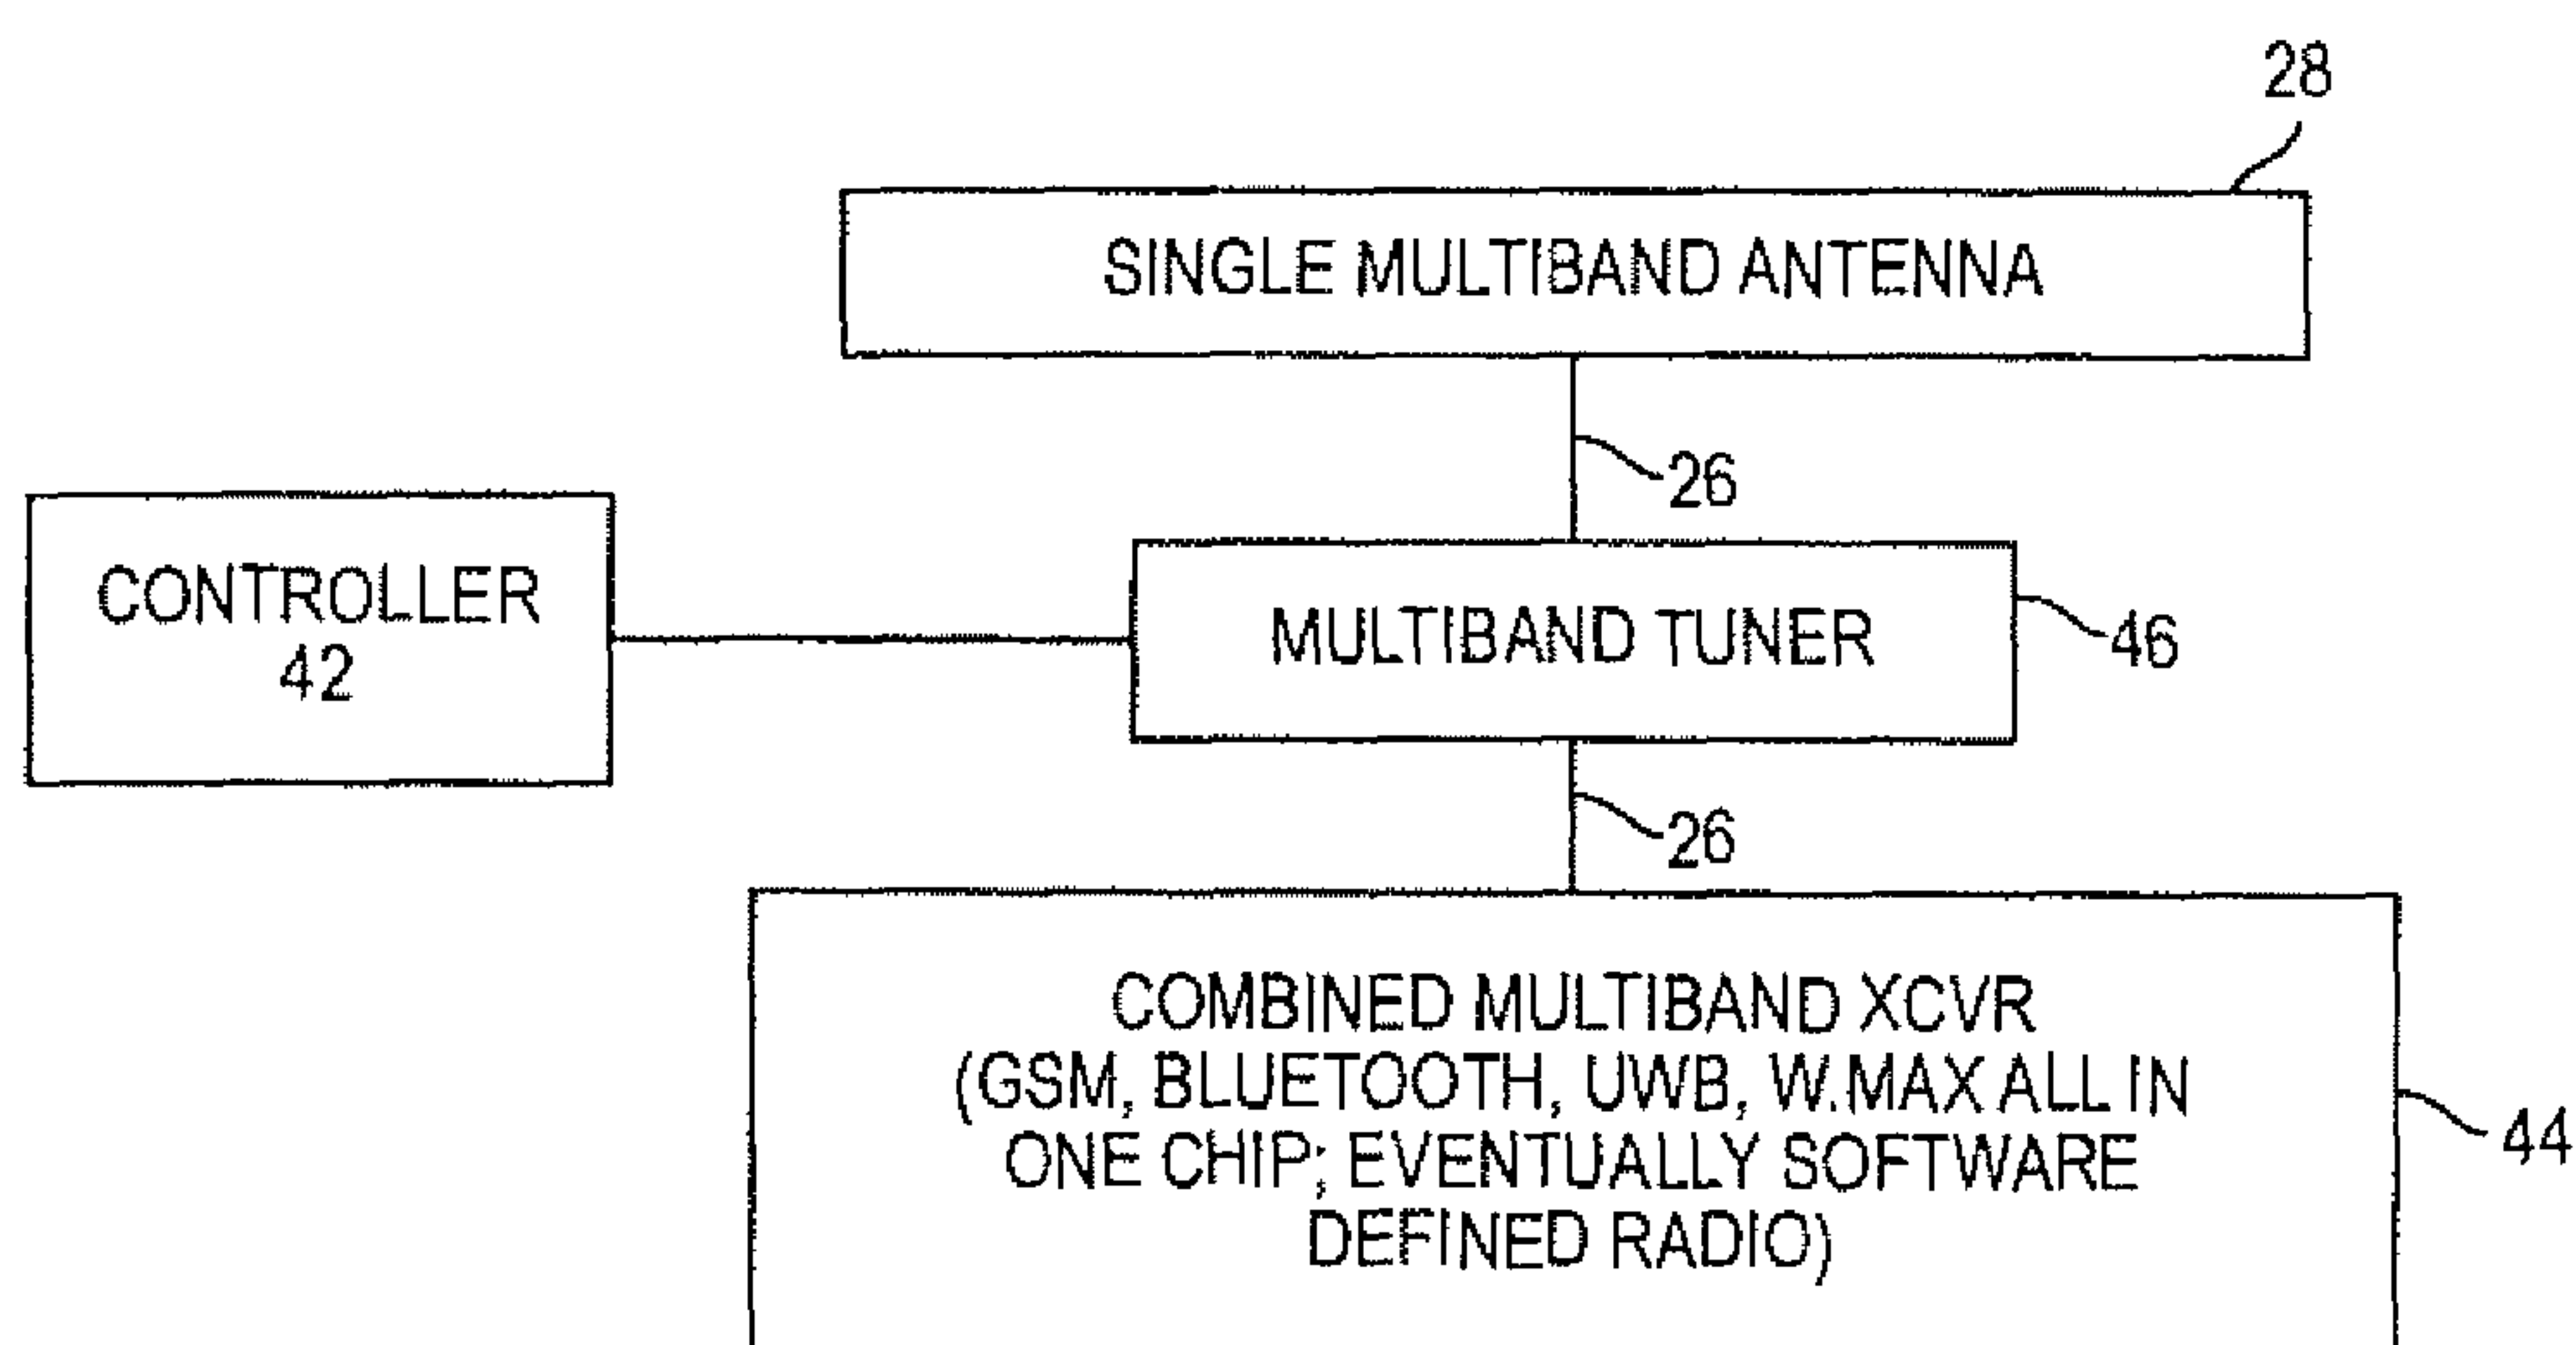 28
SINGLE MULTIBAND ANTENNA
26
CONTROLLER
42
MULTIBAND TUNER
46
26
COMBINED MULTIBAND XCVR
(GSM, BLUETOOTH, UWB, W.MAX ALL IN
ONE CHIP; EVENTUALLY SOFTWARE
DEFINED RADIO)
44